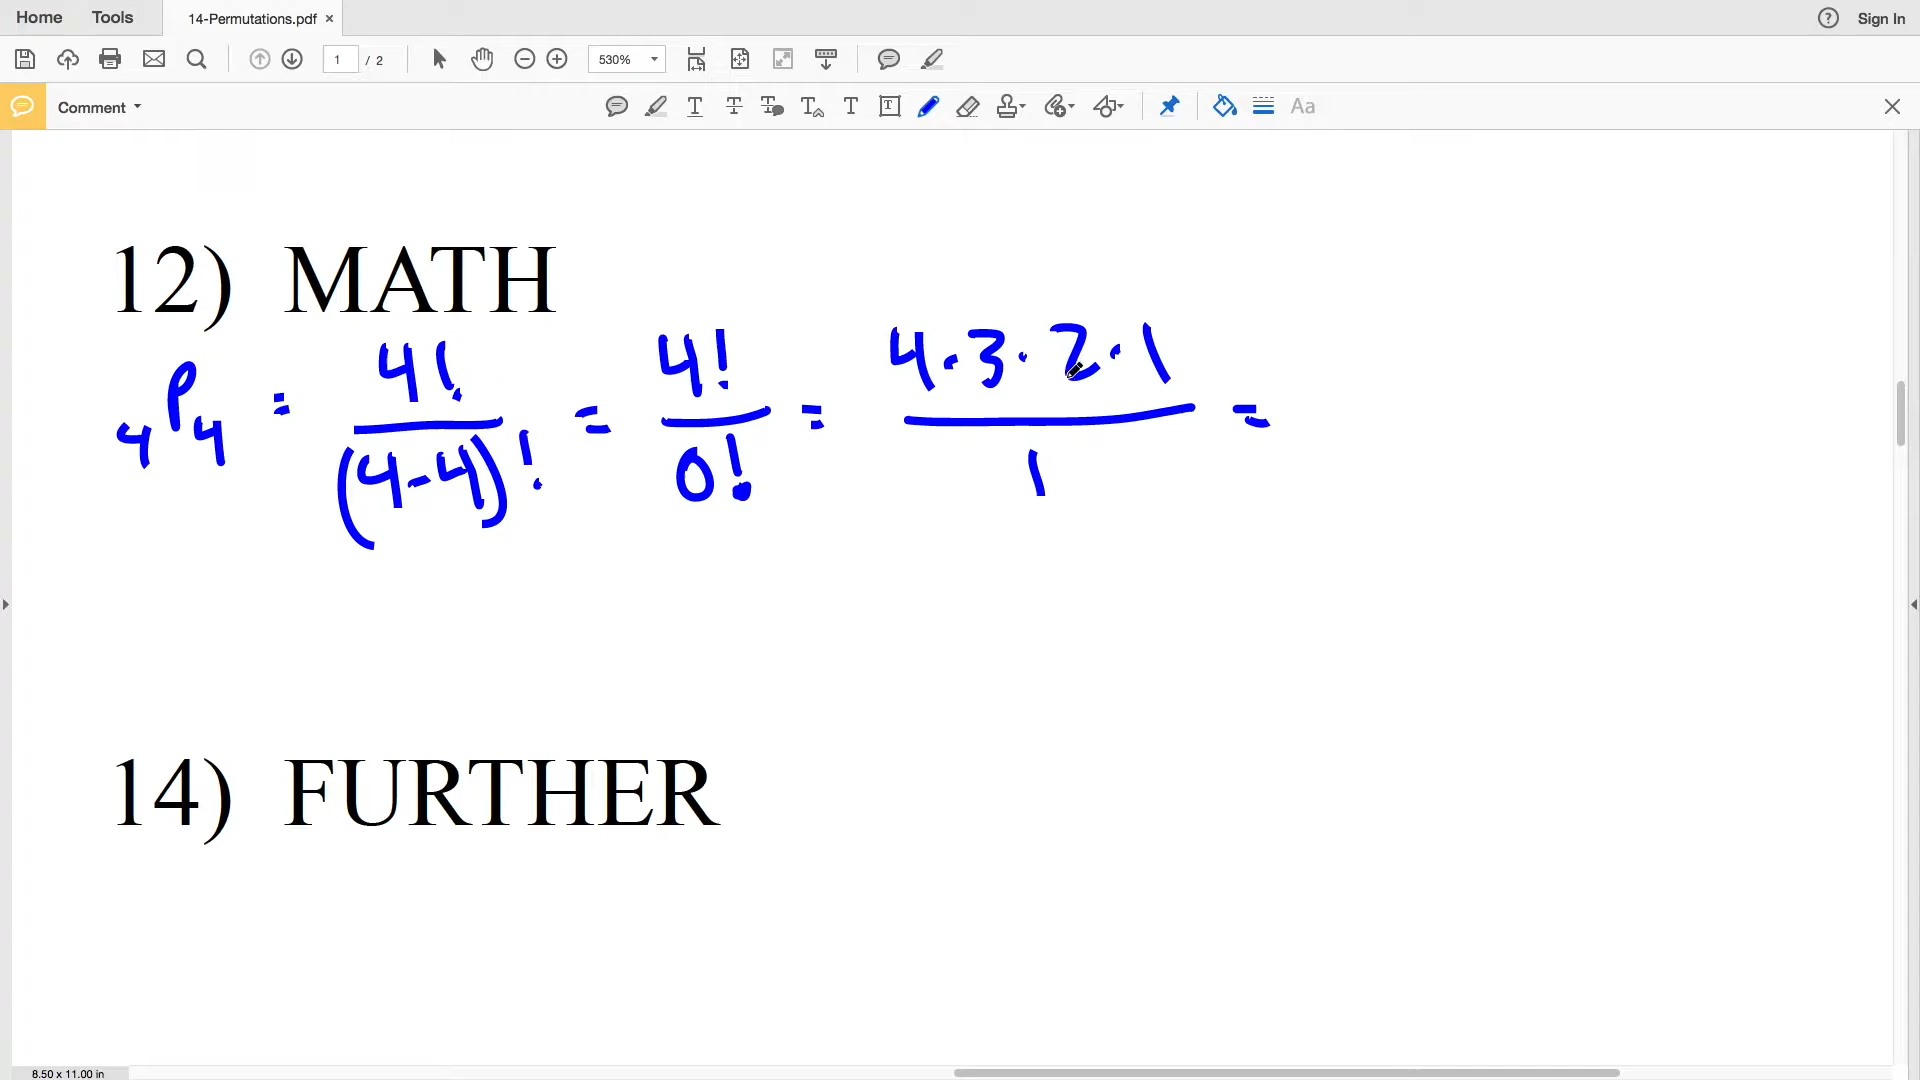 Home Tools 14-Permutations.pdf × ? Sign In
1 / 2 530%
Comment T T T T T T Aa
12) MATH
4P4 = 4!/(4-4)! = 4!/0! = 4·3·2·1/1 =
14) FURTHER
8.50 x 11.00 in